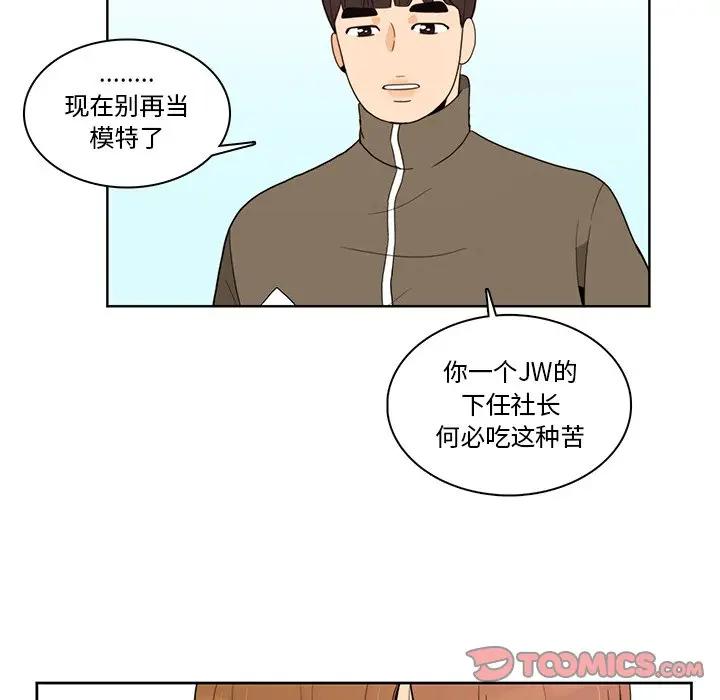 ........
现在别再当
模特了
你一个JW的
下任社长
何必吃这种苦
TOOMICS.COM